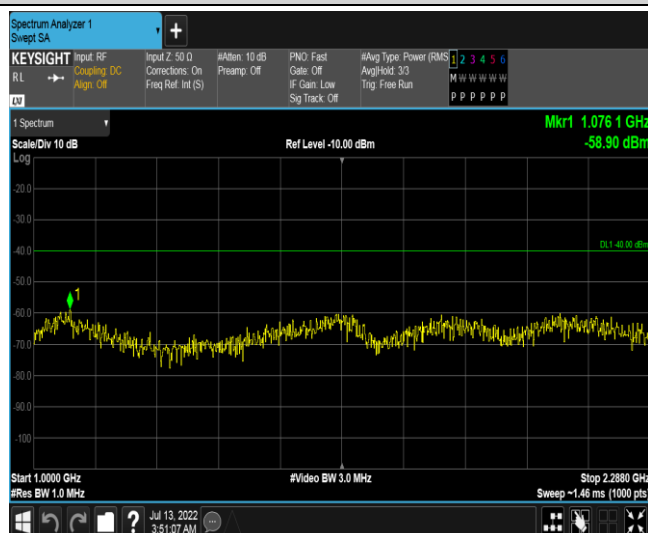 Spectrum Analyzer 1
Swept SA
+
KEYSIGHT
RL
Input: RF
Coupling: DC
Align: Off
Input Z: 50 Ω
Corrections: On
Freq Ref: Int (S)
#Atten: 10 dB
Preamp: Off
PNO: Fast
Gate: Off
IF Gain: Low
Sig Track: Off
#Avg Type: Power (RMS
Avg|Hold: 3/3
Trig: Free Run
1 2 3 4 5 6
M W W W W W
P P P P P P
LXI
1 Spectrum
Mkr1 1.076 1 GHz
Scale/Div 10 dB
Ref Level -10.00 dBm
-58.90 dBm
Log
-20.0
-30.0
-40.0
DL1 -40.00 dBm
-50.0
1
-60.0
-70.0
-80.0
-90.0
-100
Start 1.0000 GHz
#Video BW 3.0 MHz
Stop 2.2880 GHz
#Res BW 1.0 MHz
Sweep ~1.46 ms (1000 pts)
?
Jul 13, 2022
3:51:07 AM